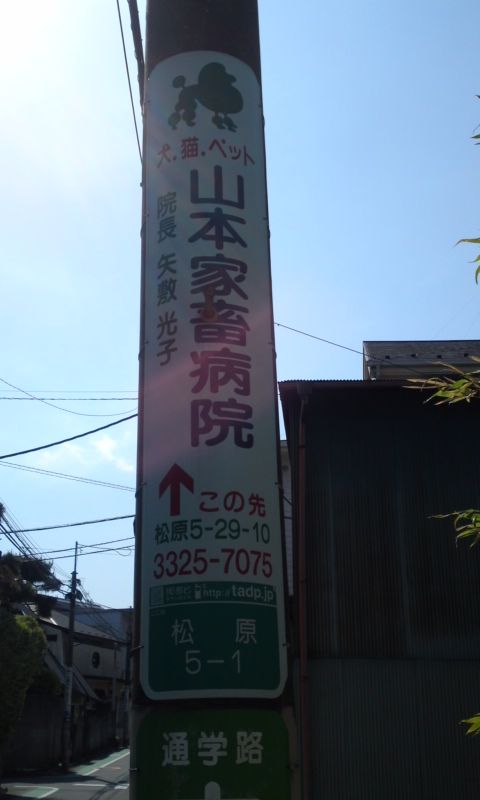 犬.猫.ペット
山本家畜病院
院長 矢敷 光子
この先
松原5-29-10
3325-7075
http://tadp.jp
松原
5-1
通学路